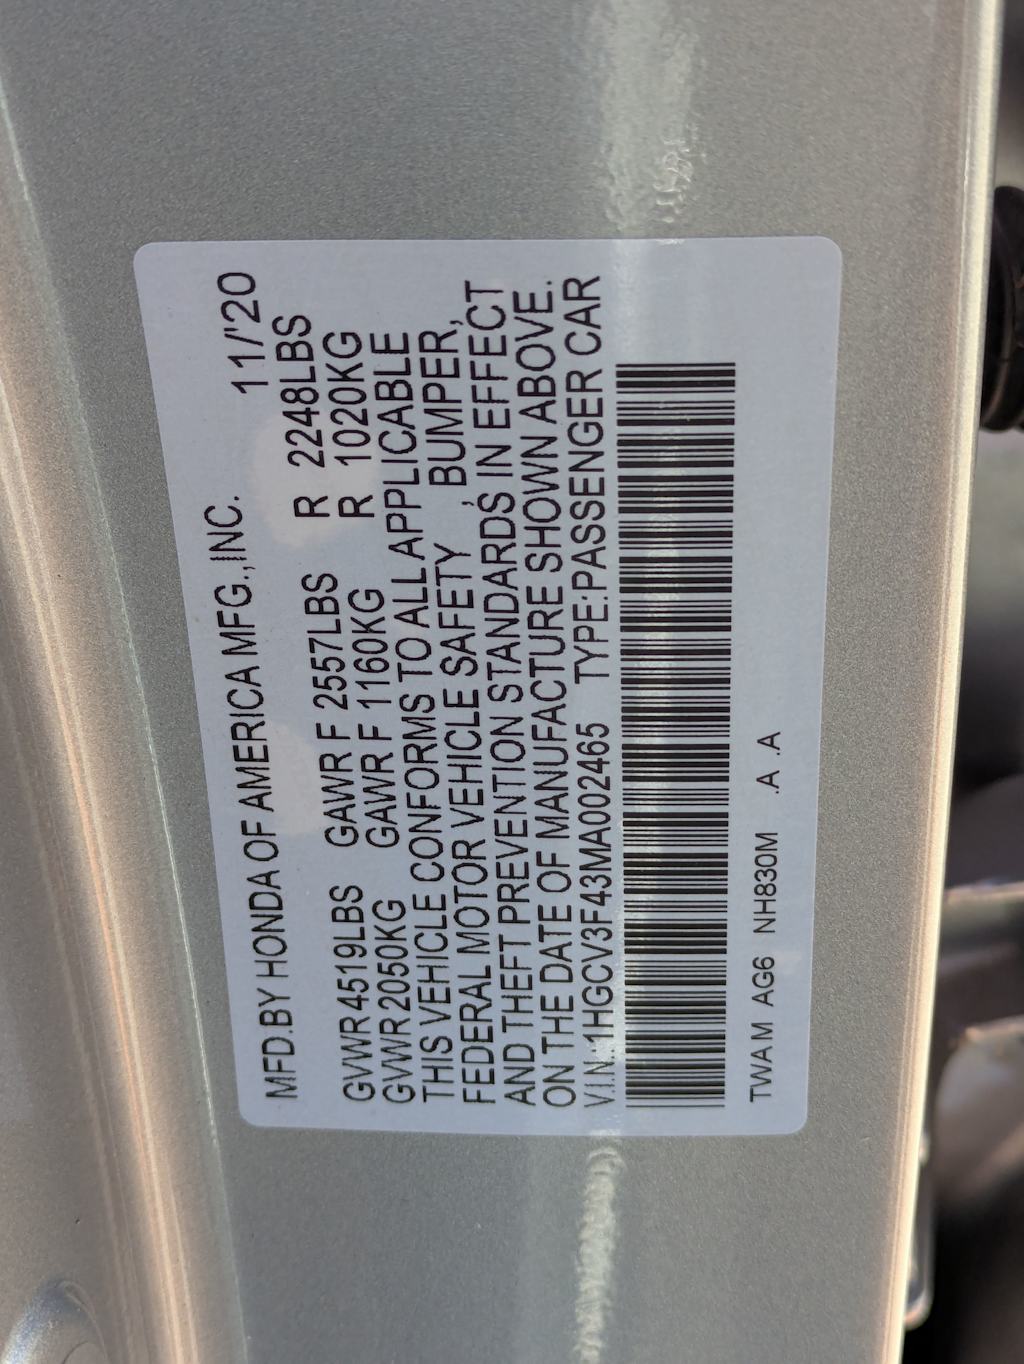 MFD.BY HONDA OF AMERICA MFG.,INC. 11/'20
GVWR 4519LBS GAWR F 2557LBS R 2248LBS
GVWR 2050KG GAWR F 1160KG R 1020KG
THIS VEHICLE CONFORMS TO ALL APPLICABLE
FEDERAL MOTOR VEHICLE SAFETY, BUMPER,
AND THEFT PREVENTION STANDARDS, IN EFFECT
ON THE DATE OF MANUFACTURE SHOWN ABOVE.
V.I.N.:1HGCV3F43MA002465 TYPE:PASSENGER CAR
TWAM AG6 NH830M .A .A